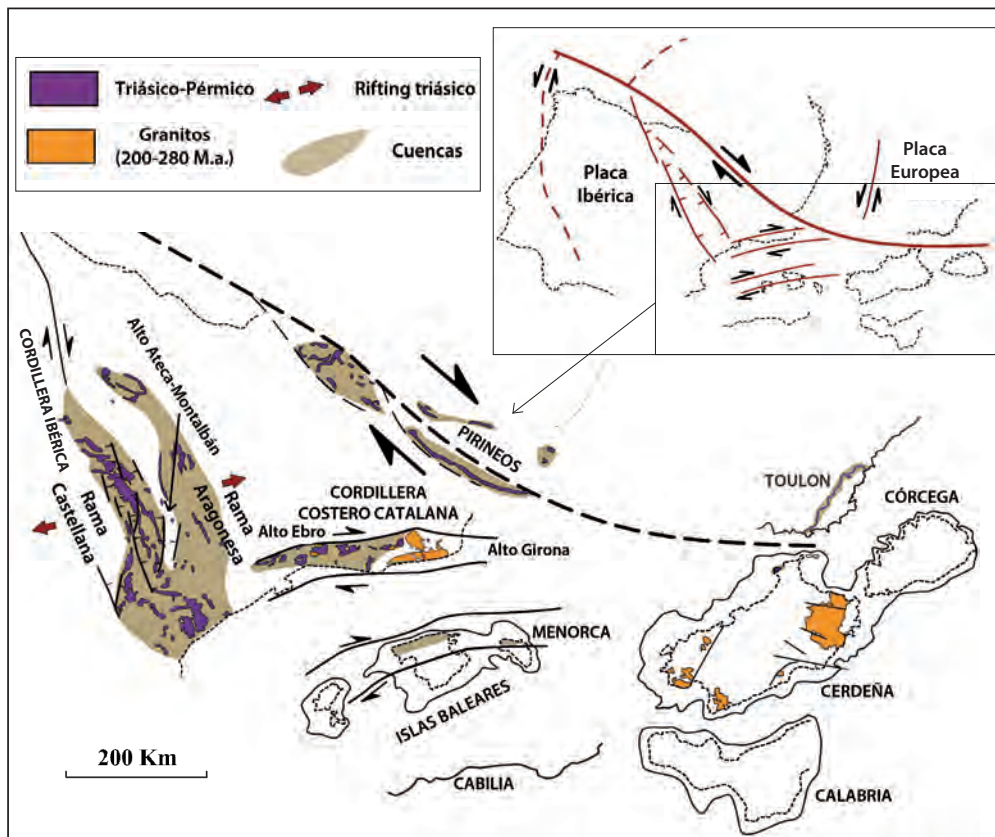 Triásico-Pérmico
Rifting triásico
Granitos
(200-280 M.a.)
Cuencas
Placa
Ibérica
Placa
Europea
CORDILLERA IBÉRICA
Alto Ateca-Montalbán
Rama
Castellana
Rama
Aragonesa
PIRINEOS
CORDILLERA
COSTERO CATALANA
Alto Ebro
Alto Girona
TOULON
CÓRCEGA
MENORCA
ISLAS BALEARES
CERDEÑA
200 Km
CABILIA
CALABRIA